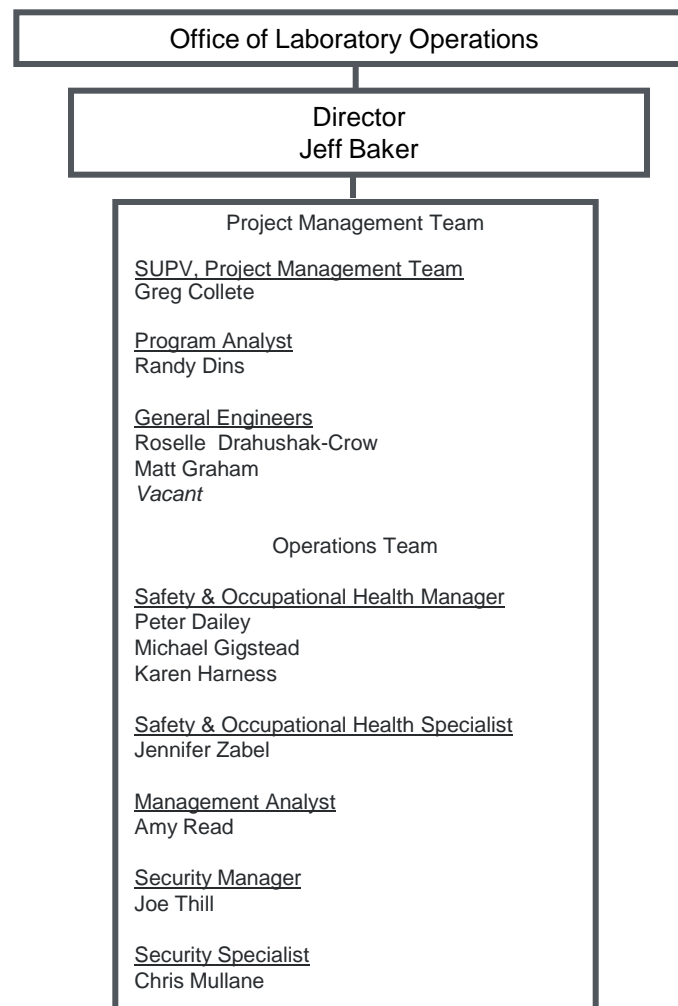 Office of Laboratory Operations
Director
Jeff Baker
Project Management Team
SUPV, Project Management Team
Greg Collete
Program Analyst
Randy Dins
General Engineers
Roselle Drahushak-Crow
Matt Graham
Vacant
Operations Team
Safety & Occupational Health Manager
Peter Dailey
Michael Gigstead
Karen Harness
Safety & Occupational Health Specialist
Jennifer Zabel
Management Analyst
Amy Read
Security Manager
Joe Thill
Security Specialist
Chris Mullane